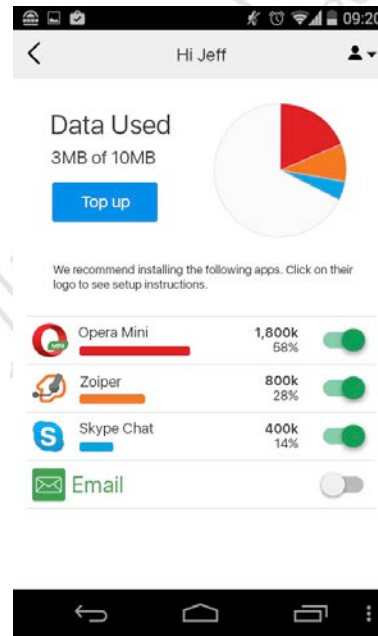 09:20
Hi Jeff
Data Used
3MB of 10MB
Top up
We recommend installing the following apps. Click on their
logo to see setup instructions.
Opera Mini
1,800k
58%
MINI
Zoiper
800k
28%
Skype Chat
400k
14%
S
Email